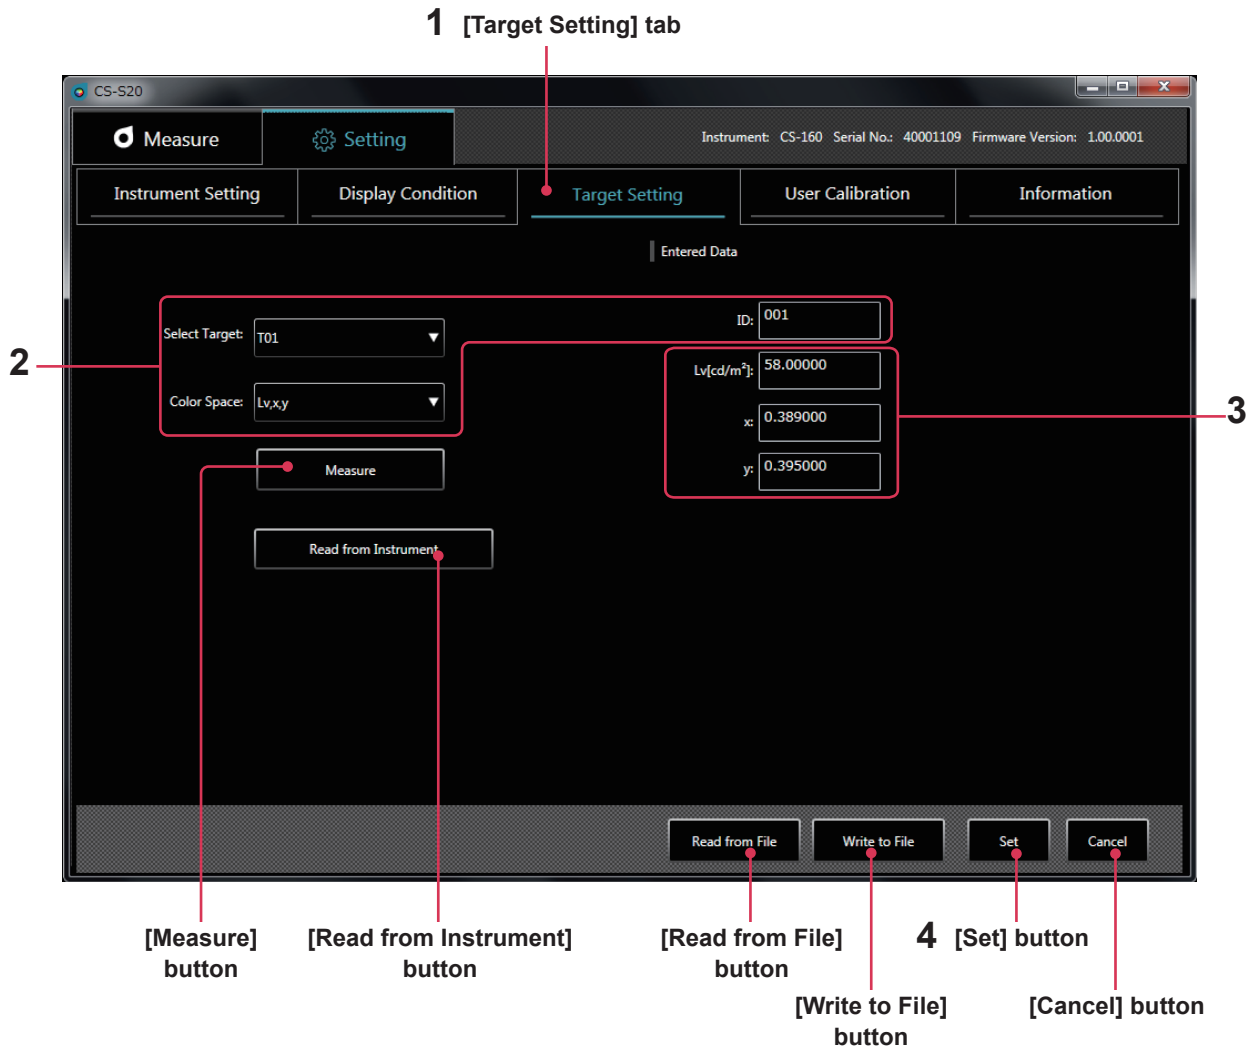 1 [Target Setting] tab
CS-S20
Measure
Setting
Instrument: CS-160 Serial No.: 40001109 Firmware Version: 1.00.0001
Instrument Setting
Display Condition
Target Setting
User Calibration
Information
Entered Data
2
Select Target: T01
ID: 001
Color Space: Lv,x,y
Lv[cd/m²]: 58.00000
x: 0.389000
y: 0.395000
3
Measure
Read from Instrument
Read from File
Write to File
Set
Cancel
[Measure]
button
[Read from Instrument]
button
[Read from File]
button
4 [Set] button
[Write to File]
button
[Cancel] button